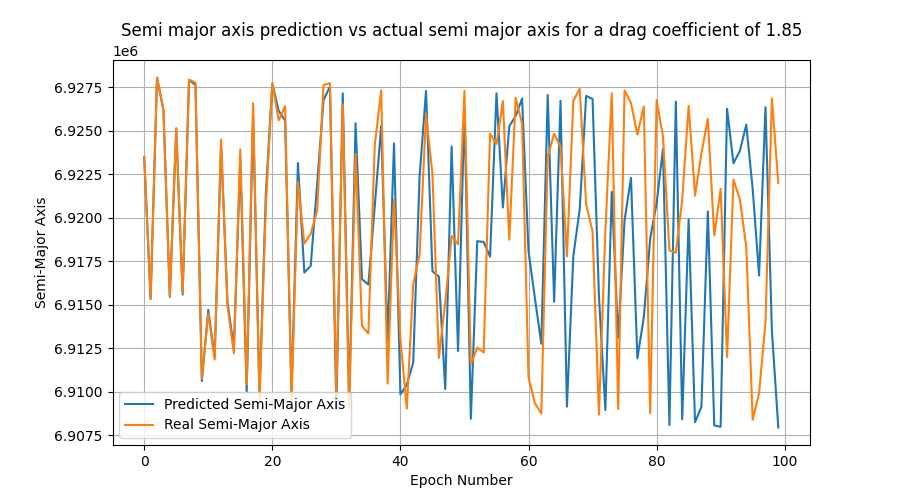 Semi major axis prediction vs actual semi major axis for a drag coefficient of 1.85
1e6
6.9275
6.9250
6.9225
6.9200
6.9175
6.9150
6.9125
6.9100
6.9075
Semi-Major Axis
Predicted Semi-Major Axis
Real Semi-Major Axis
0 20 40 60 80 100
Epoch Number